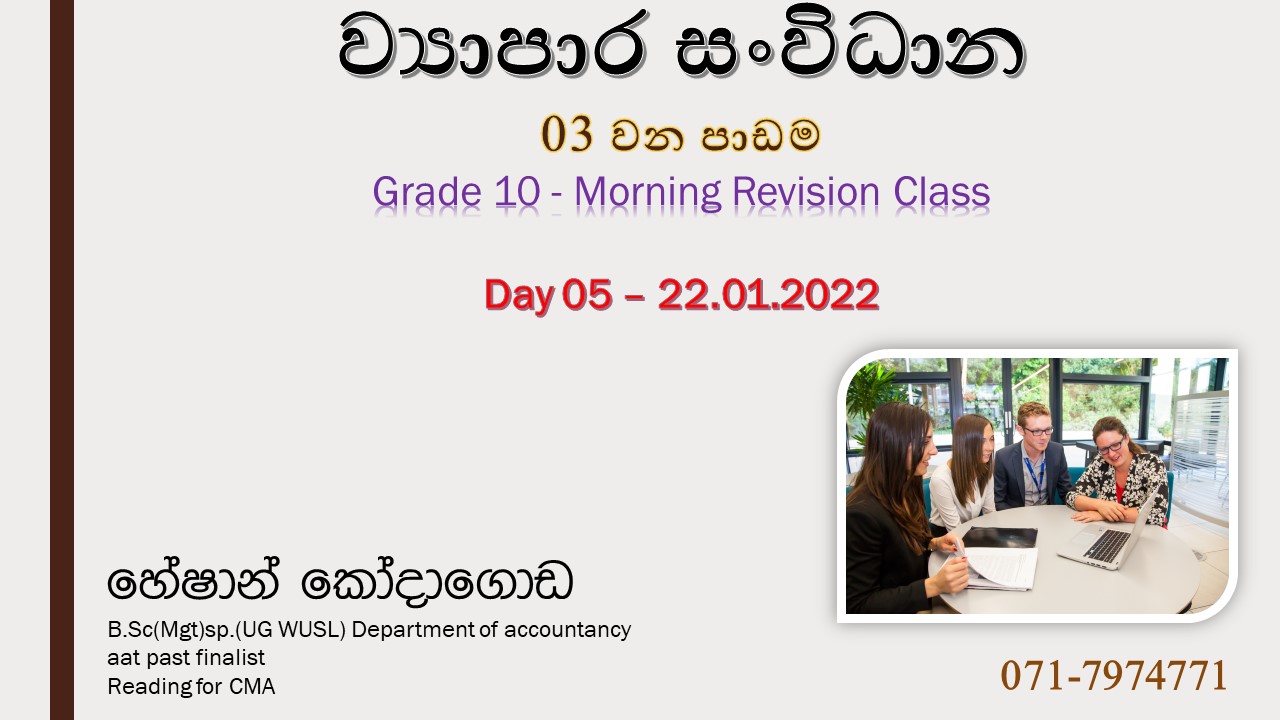 ව්‍යාපාර සංවිධාන
03 වන පාඩම
Grade 10 - Morning Revision Class
Day 05 – 22.01.2022
හේෂාන් කෝදාගොඩ
B.Sc(Mgt)sp.(UG WUSL) Department of accountancy
aat past finalist
Reading for CMA
071-7974771